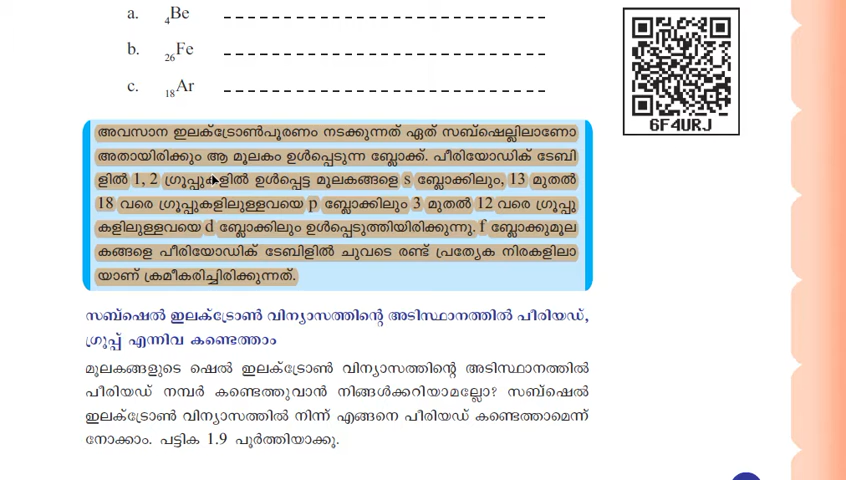 a. ₄Be
b. ₂₆Fe
c. ₁₈Ar
6F4URJ
അവസാന ഇലക്ട്രോൺപൂരണം നടക്കുന്നത് ഏത് സബ്ഷെല്ലിലാണോ
അതായിരിക്കും ആ മൂലകം ഉൾപ്പെടുന്ന ബ്ലോക്ക്. പീരിയോഡിക് ടേബി
ളിൽ 1, 2 ഗ്രൂപ്പുകളിൽ ഉൾപ്പെട്ട മൂലകങ്ങളെ s ബ്ലോക്കിലും, 13 മുതൽ
18 വരെ ഗ്രൂപ്പുകളിലുള്ളവയെ p ബ്ലോക്കിലും 3 മുതൽ 12 വരെ ഗ്രൂപ്പു
കളിലുള്ളവയെ d ബ്ലോക്കിലും ഉൾപ്പെടുത്തിയിരിക്കുന്നു. f ബ്ലോക്കുമൂല
കങ്ങളെ പീരിയോഡിക് ടേബിളിൽ ചുവടെ രണ്ട് പ്രത്യേക നിരകളിലാ
യാണ് ക്രമീകരിച്ചിരിക്കുന്നത്.
സബ്ഷെൽ ഇലക്ട്രോൺ വിന്യാസത്തിന്റെ അടിസ്ഥാനത്തിൽ പീരിയഡ്,
ഗ്രൂപ്പ് എന്നിവ കണ്ടെത്താം
മൂലകങ്ങളുടെ ഷെൽ ഇലക്ട്രോൺ വിന്യാസത്തിന്റെ അടിസ്ഥാനത്തിൽ
പീരിയഡ് നമ്പർ കണ്ടെത്തുവാൻ നിങ്ങൾക്കറിയാമല്ലോ? സബ്ഷെൽ
ഇലക്ട്രോൺ വിന്യാസത്തിൽ നിന്ന് എങ്ങനെ പീരിയഡ് കണ്ടെത്താമെന്ന്
നോക്കാം. പട്ടിക 1.9 പൂർത്തിയാക്കൂ.